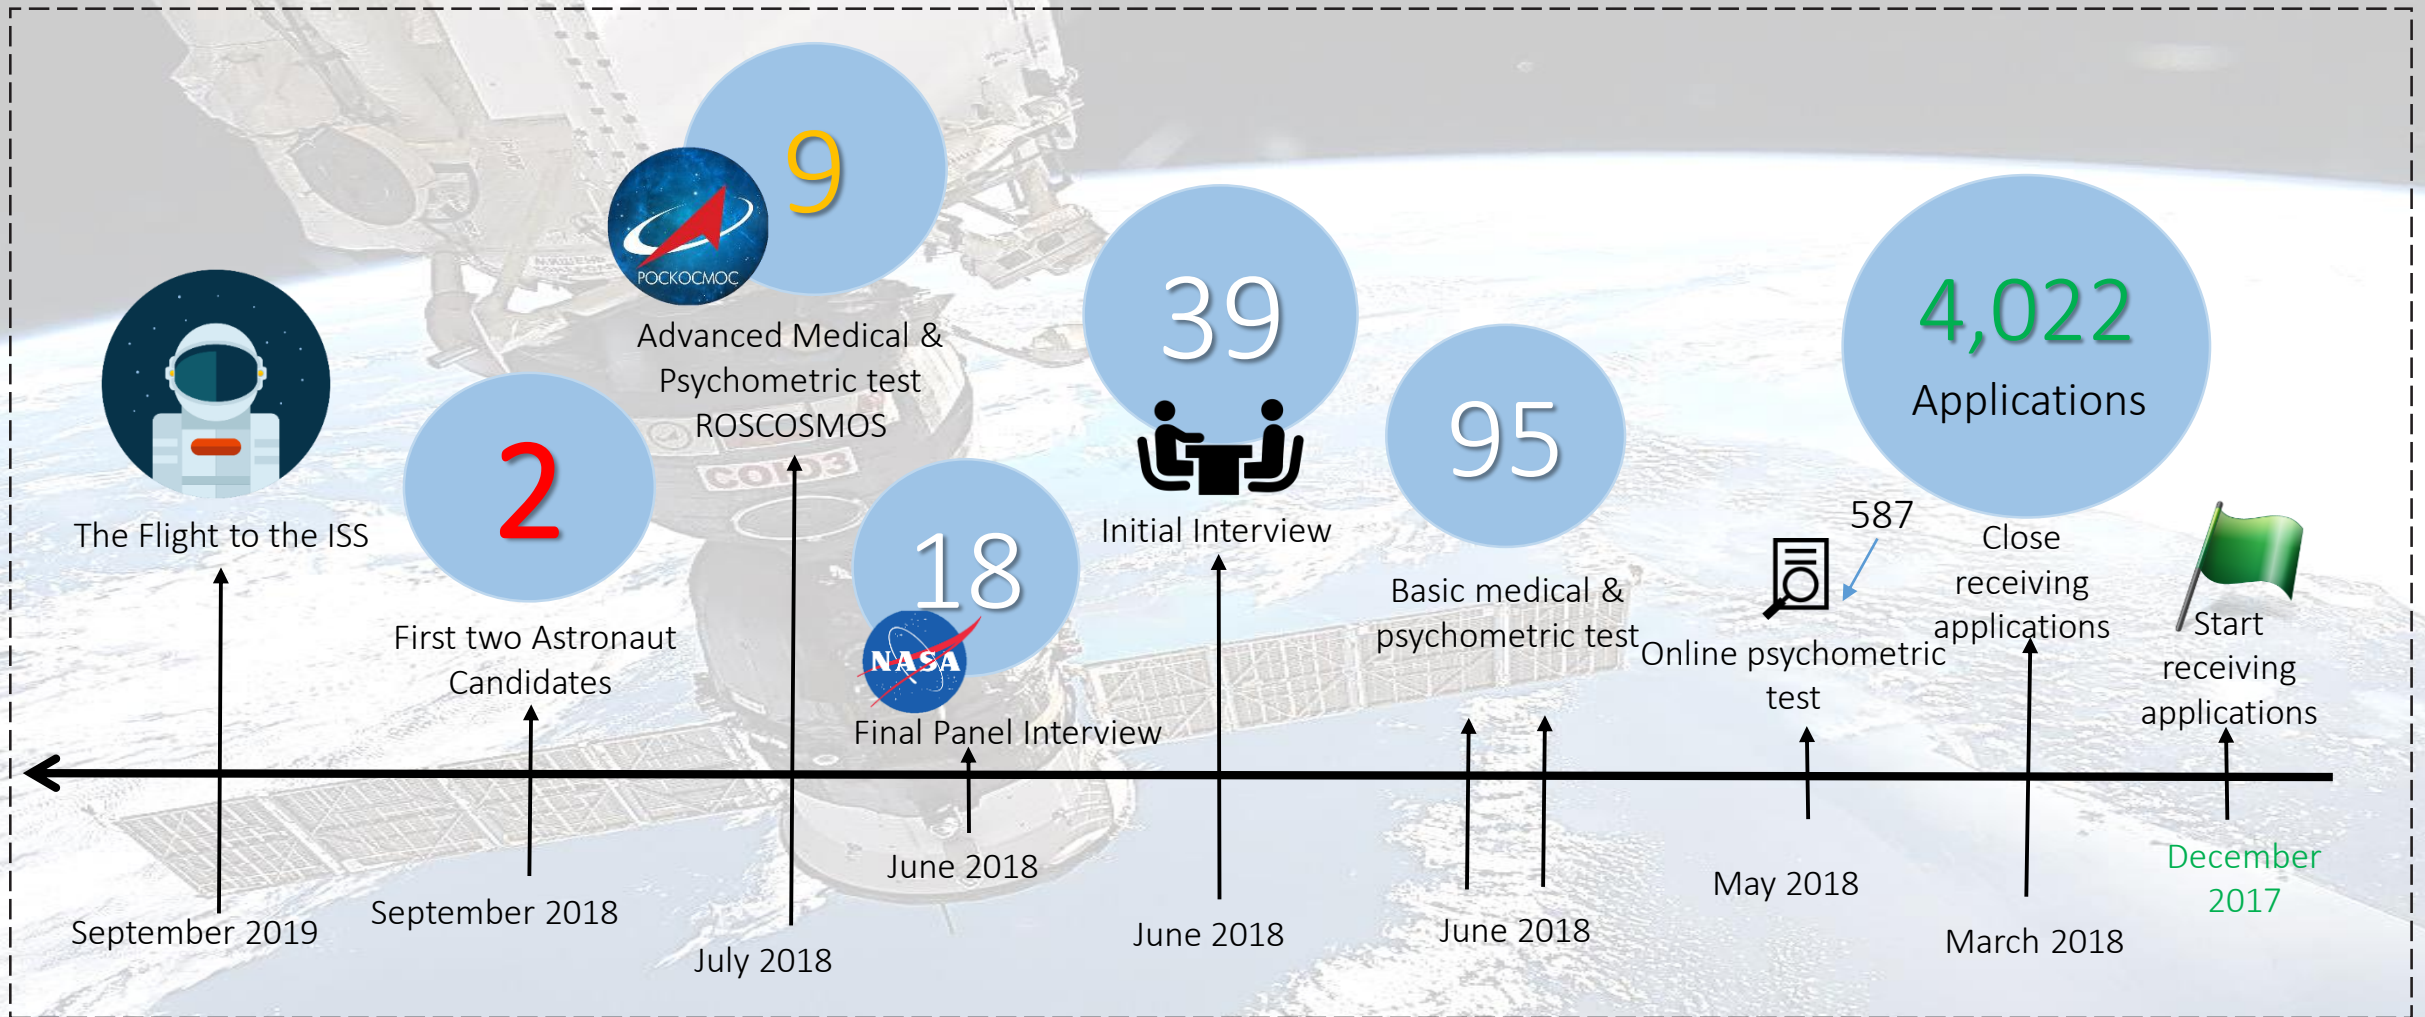 9
РОСКОСМОС
Advanced Medical &
Psychometric test
ROSCOSMOS
July 2018
The Flight to the ISS
September 2019
2
First two Astronaut
Candidates
September 2018
18
NASA
Final Panel Interview
June 2018
39
Initial Interview
June 2018
95
Basic medical &
psychometric test
June 2018
587
Online psychometric
test
May 2018
4,022
Applications
Close
receiving
applications
March 2018
Start
receiving
applications
December
2017
СОЮЗ